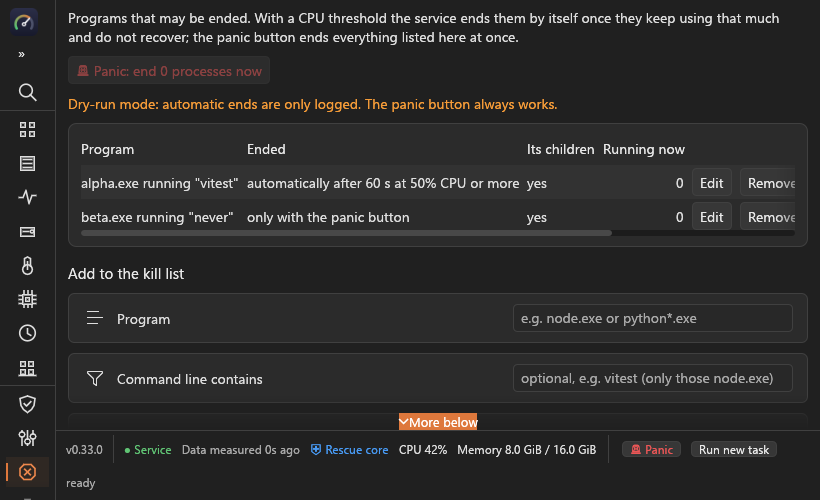 Programs that may be ended. With a CPU threshold the service ends them by itself once they keep using that much
and do not recover; the panic button ends everything listed here at once.
»
Panic: end 0 processes now
Dry-run mode: automatic ends are only logged. The panic button always works.
Program Ended Its children Running now
alpha.exe running "vitest" automatically after 60 s at 50% CPU or more yes 0 Edit Remove
beta.exe running "never" only with the panic button yes 0 Edit Remove
Add to the kill list
Program e.g. node.exe or python*.exe
Command line contains optional, e.g. vitest (only those node.exe)
More below
v0.33.0 Service Data measured 0s ago Rescue core CPU 42% Memory 8.0 GiB / 16.0 GiB Panic Run new task
ready